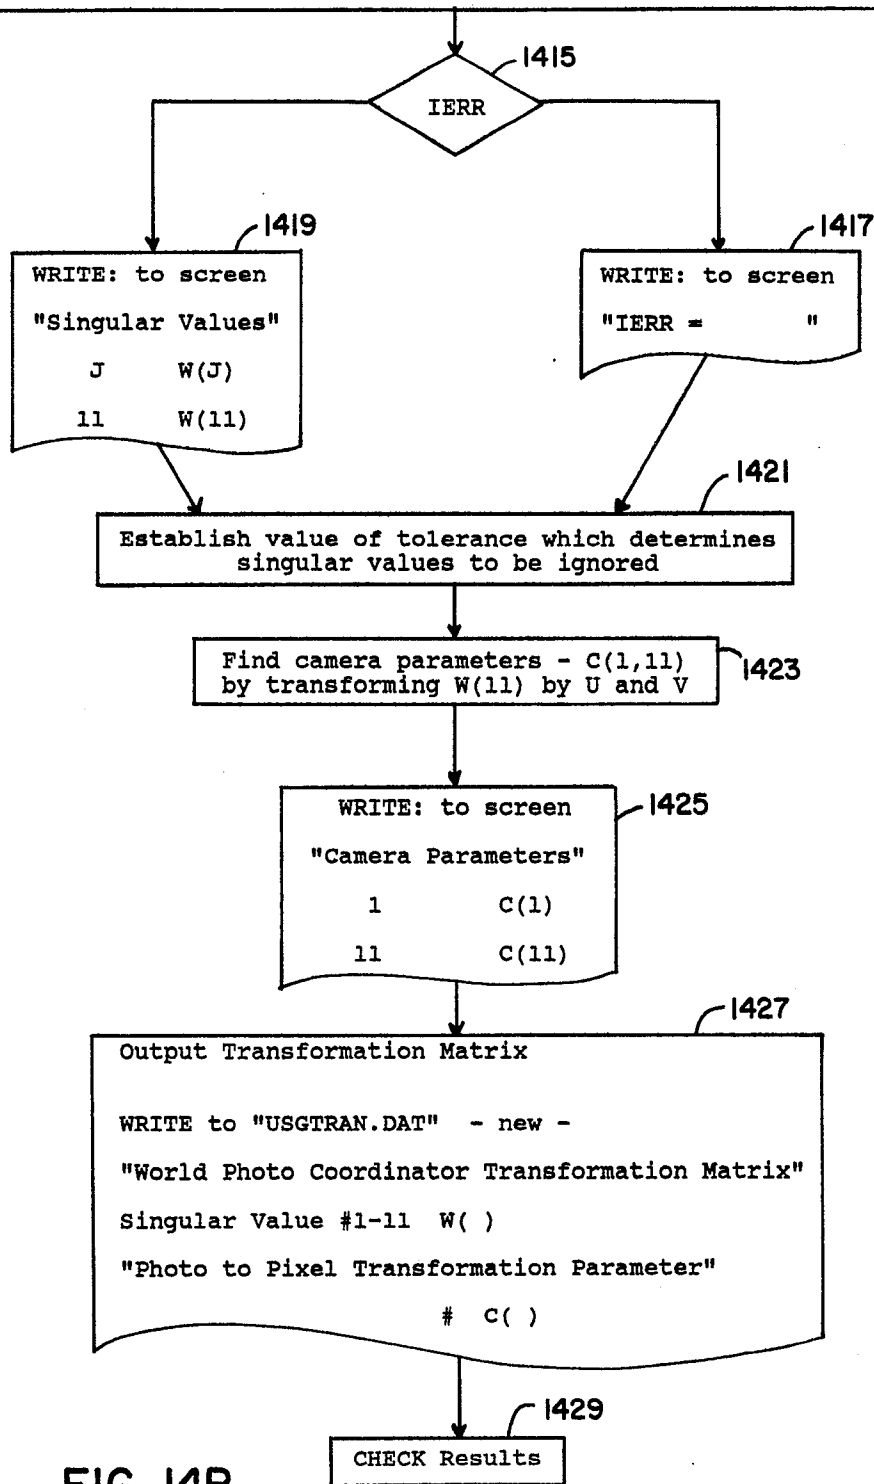 1415
IERR
1419
WRITE: to screen
"Singular Values"
J W(J)
11 W(11)
1417
WRITE: to screen
"IERR = "
1421
Establish value of tolerance which determines
singular values to be ignored
Find camera parameters - C(1,11)
by transforming W(11) by U and V
1423
WRITE: to screen
"Camera Parameters"
1 C(1)
11 C(11)
1425
1427
Output Transformation Matrix
WRITE to "USGTRAN.DAT" - new -
"World Photo Coordinator Transformation Matrix"
Singular Value #1-11 W( )
"Photo to Pixel Transformation Parameter"
# C( )
1429
CHECK Results
FIG. 14B